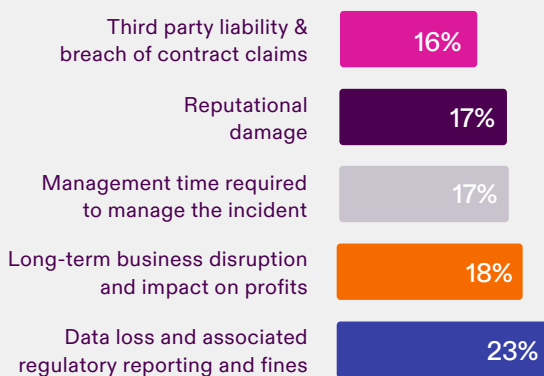 Third party liability &
breach of contract claims
16%
Reputational
damage
17%
Management time required
to manage the incident
17%
Long-term business disruption
and impact on profits
18%
Data loss and associated
regulatory reporting and fines
23%